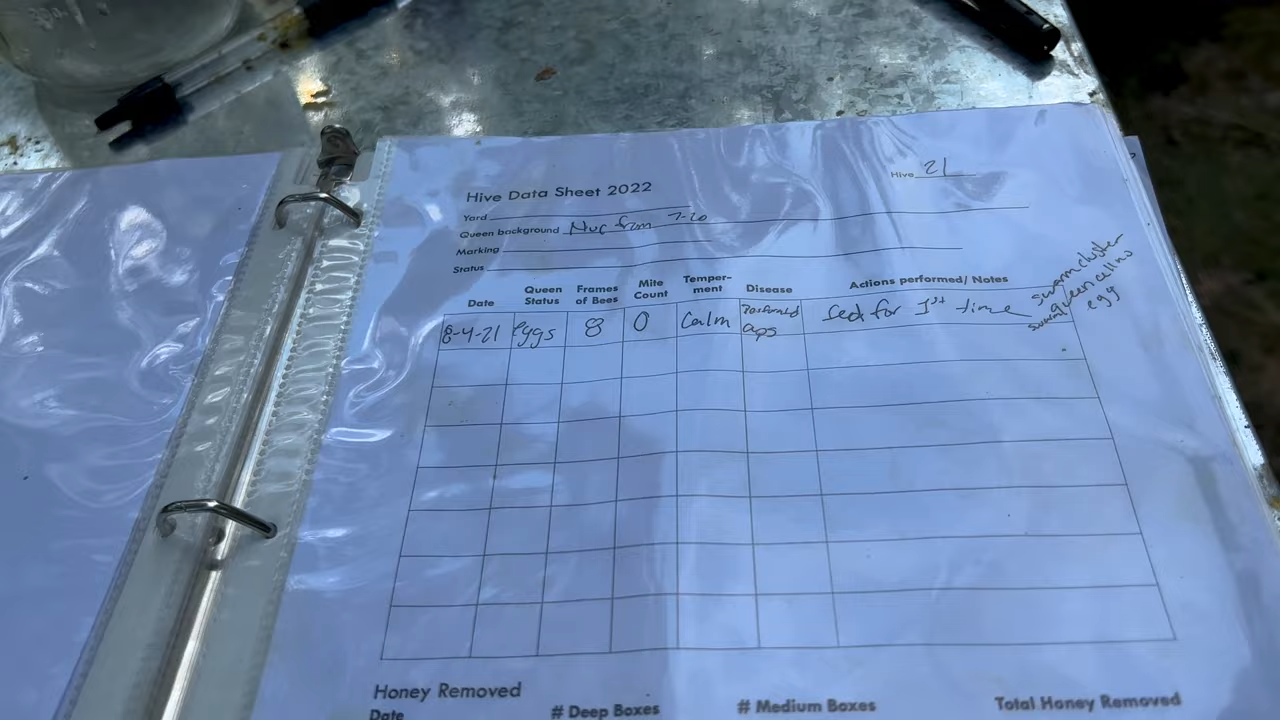 Hive Data Sheet 2022
Hive 21
Yard
Queen background Nuc from 7-20
Marking
Status
Date Queen Status Frames of Bees Mite Count Temper-ment Disease Actions performed/ Notes
8-4-21 eggs 8 0 Calm fed for 1st time
swarm cluster
queen cell no
egg
Honey Removed
Date # Deep Boxes # Medium Boxes Total Honey Removed